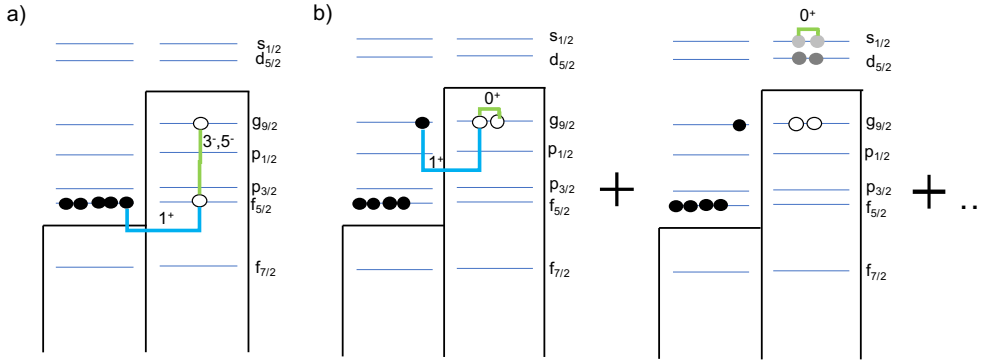 a)
s1/2
d5/2
g9/2
3-,5-
p1/2
p3/2
f5/2
1+
f7/2
b)
s1/2
d5/2
0+
g9/2
p1/2
1+
p3/2
f5/2
f7/2
+
0+
s1/2
d5/2
g9/2
p1/2
p3/2
f5/2
f7/2
+ ..